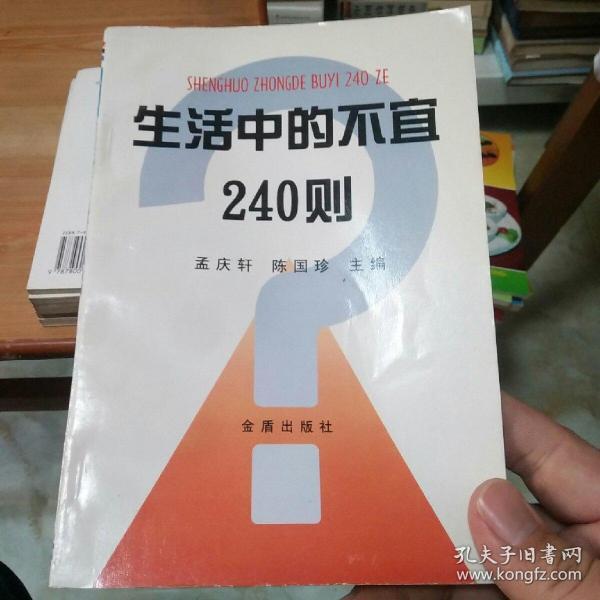 SHENGHUO ZHONGDE BUYI 240 ZE
生活中的不宜
240则
孟庆轩 陈国珍 主编
金盾出版社
孔夫子旧书网
www.kongfz.com